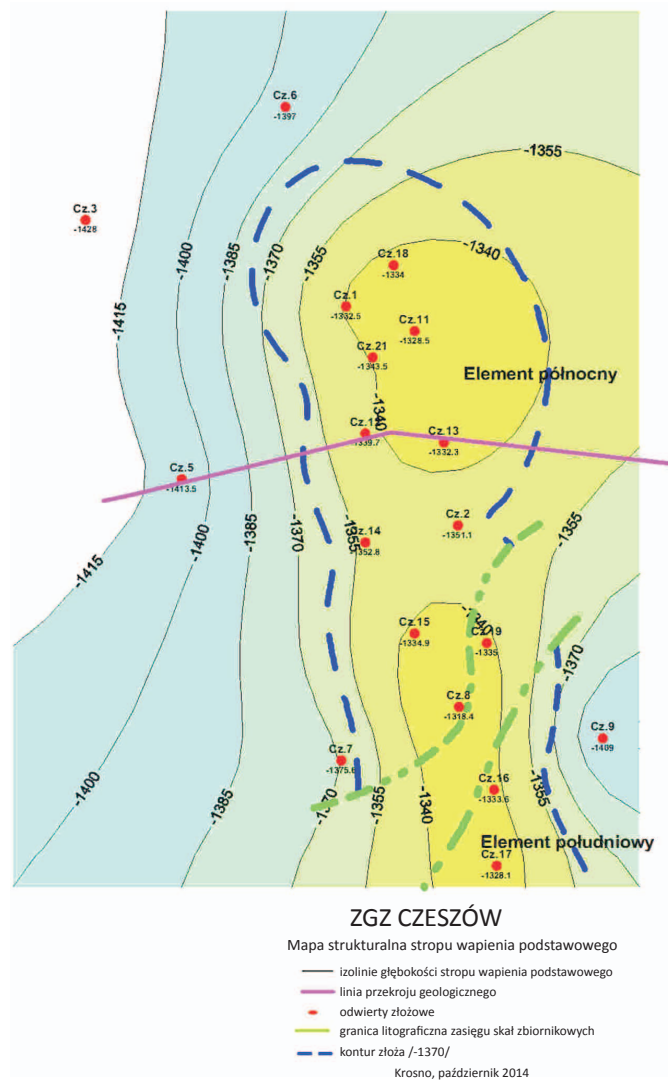 Cz.6
-1397
-1355
Cz.3
-1428
-1400
-1385
-1370
-1355
-1340
Cz.18
-1334
-1415
Cz.1
-1332.5
Cz.11
-1328.5
Cz.21
-1343.5
Element północny
-1340
-1339.7
Cz.13
-1332.3
Cz.5
-1413.5
Cz.2
-1351.1
-1355
-1385
-1370
-1355
Cz.14
-1352.8
-1400
-1415
-1340
Cz.15
-1334.9
Cz.19
-1335
-1370
Cz.8
-1318.4
Cz.9
-1409
Cz.7
-1375.6
Cz.16
-1333.6
-1400
-1385
-1370
-1355
-1340
-1355
Element południowy
Cz.17
-1328.1
ZGZ CZESZÓW
Mapa strukturalna stropu wapienia podstawowego
izolinie głębokości stropu wapienia podstawowego
linia przekroju geologicznego
odwierty złożowe
granica litograficzna zasięgu skał zbiornikowych
kontur złoża /-1370/
Krosno, październik 2014